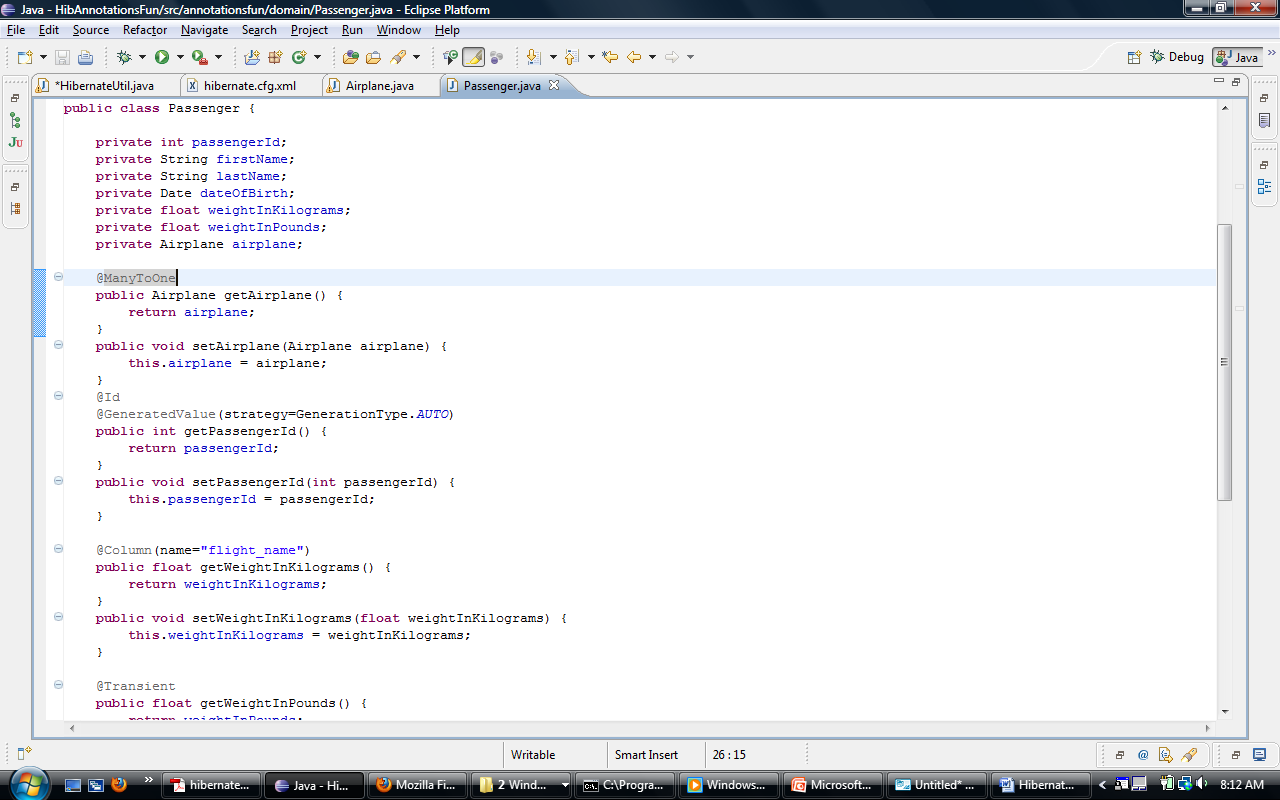 Java - HibAnnotationsFun/src/annotationsfun/domain/Passenger.java - Eclipse Platform
File Edit Source Refactor Navigate Search Project Run Window Help
Debug Java
*HibernateUtil.java hibernate.cfg.xml Airplane.java Passenger.java
public class Passenger {
private int passengerId;
private String firstName;
private String lastName;
private Date dateOfBirth;
private float weightInKilograms;
private float weightInPounds;
private Airplane airplane;
@ManyToOne
public Airplane getAirplane() {
return airplane;
}
public void setAirplane(Airplane airplane) {
this.airplane = airplane;
}
@Id
@GeneratedValue(strategy=GenerationType.AUTO)
public int getPassengerId() {
return passengerId;
}
public void setPassengerId(int passengerId) {
this.passengerId = passengerId;
}
@Column(name="flight_name")
public float getWeightInKilograms() {
return weightInKilograms;
}
public void setWeightInKilograms(float weightInKilograms) {
this.weightInKilograms = weightInKilograms;
}
@Transient
public float getWeightInPounds() {
return weightInPounds;
Writable Smart Insert 26 : 15
hibernate... Java - Hi... Mozilla Fi... 2 Wind... C:\Progra... Windows... Microsoft... Untitled* ... Hibernat... 8:12 AM